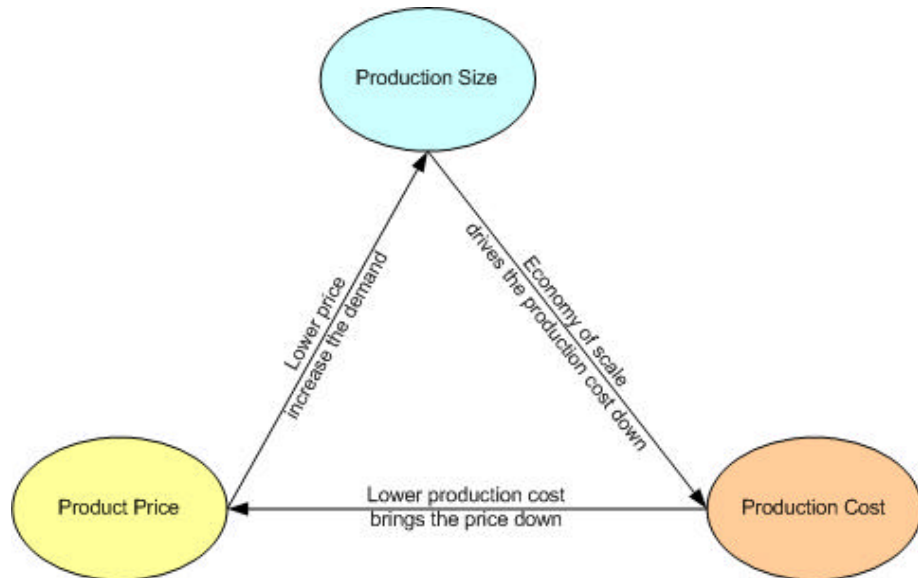 Production Size
Economy of scale
drives the production cost down
Lower price
increase the demand
Product Price
Lower production cost
brings the price down
Production Cost